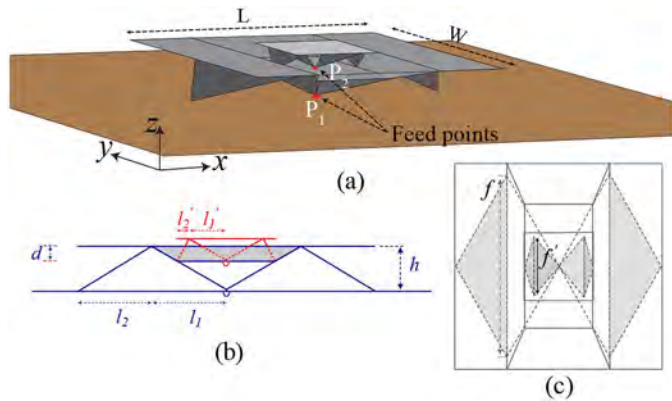 L
W
P₂
P₁
Feed points
z
y
x
(a)
l₂' l₁'
d
h
l₂
l₁
(b)
f
f'
(c)